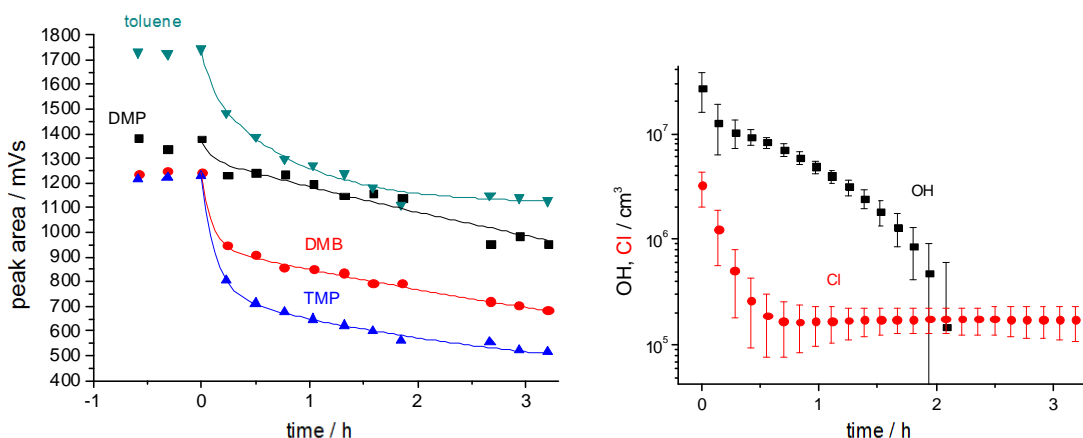 toluene
1800
1700
1600
1500
1400
1300
1200
1100
1000
900
800
700
600
500
400
peak area / mVs
DMP
DMB
TMP
-1 0 1 2 3
time / h
10^7
10^6
10^5
OH, Cl / cm^3
OH
Cl
0 1 2 3
time / h